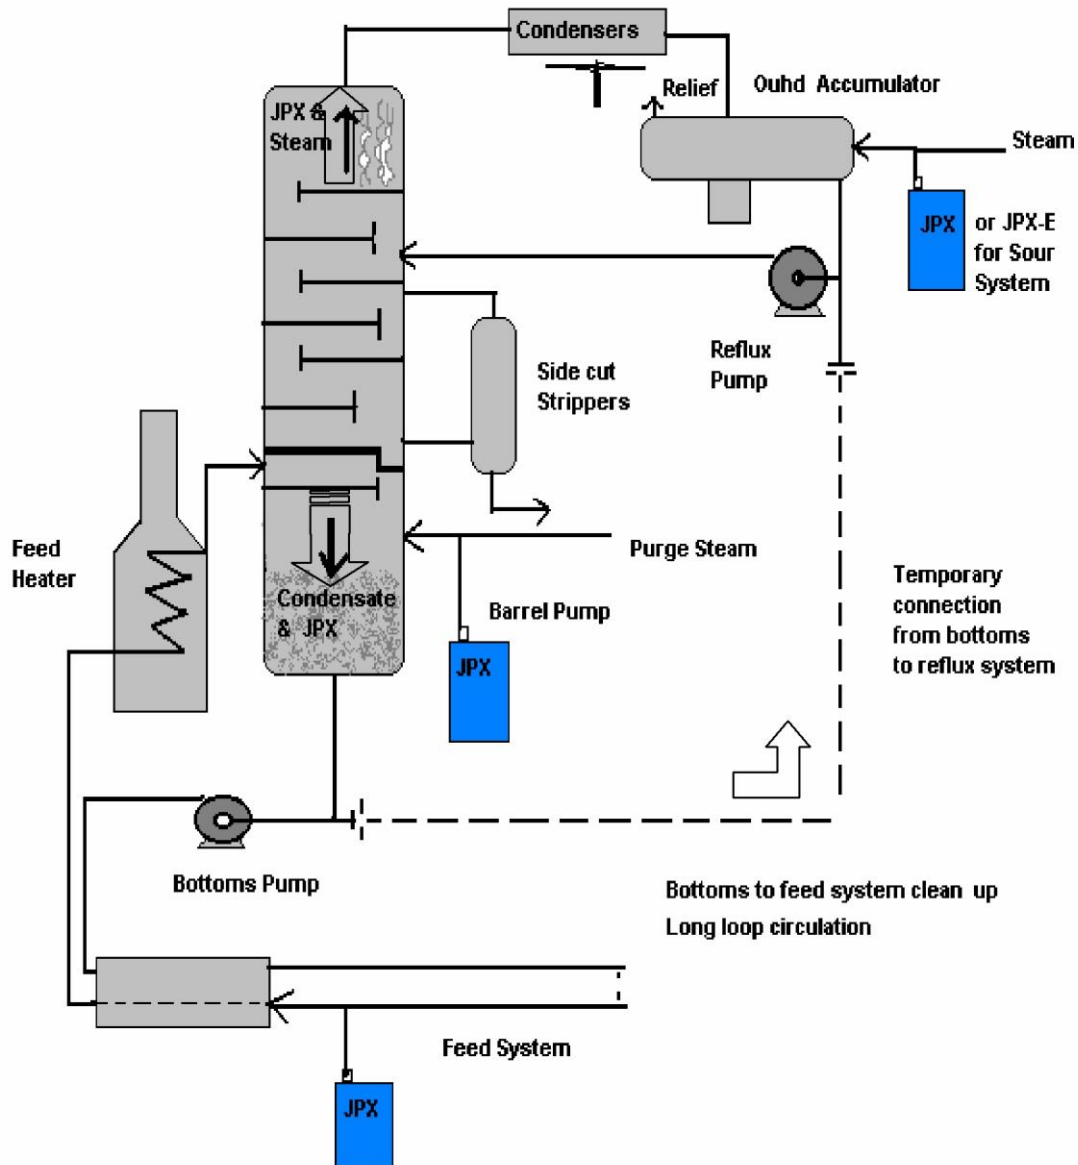 Condensers
Relief
Ouhd Accumulator
JPX &
Steam
Steam
JPX
or JPX-E
for Sour
System
Reflux
Pump
Side cut
Strippers
Feed
Heater
Purge Steam
Condensate
& JPX
Barrel Pump
JPX
Temporary
connection
from bottoms
to reflux system
Bottoms Pump
Bottoms to feed system clean up
Long loop circulation
Feed System
JPX